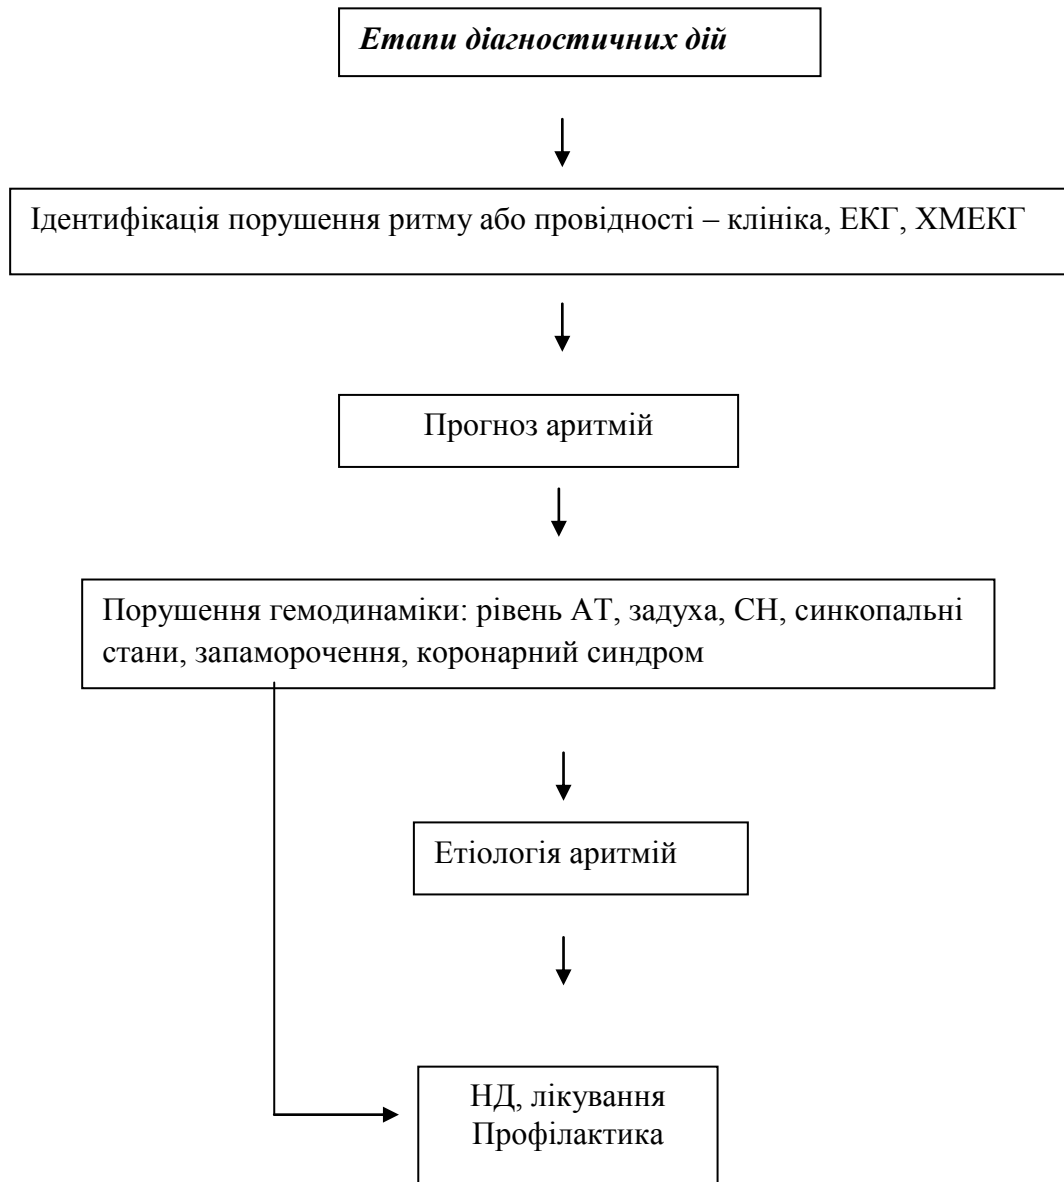 Етапи діагностичних дій
Ідентифікація порушення ритму або провідності – клініка, ЕКГ, ХМЕКГ
Прогноз аритмій
Порушення гемодинаміки: рівень АТ, задуха, СН, синкопальні
стани, запаморочення, коронарний синдром
Етіологія аритмій
НД, лікування
Профілактика